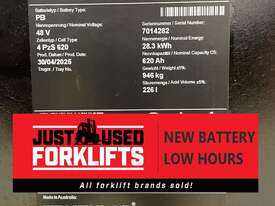 Batterietyp / Battery Type:
PB
Nennspannung / Nominal Voltage:
48 V
Zellentyp / Cell Type:
4 PzS 620
Prod. Datum / Prod. Date:
30/04/2025
Trognr. / Tray No.:
Seriennummer / Serial Number:
7014282
Nennenergie / Nominal Energy:
28.3 kWh
Nennkapazität / Nominal Capacity C5:
620 Ah
Gewicht / Weight ±5%:
946 kg
Säuremenge / Acid Volume ±5%:
226 l
JUST USED
FORKLIFTS
All forklift brands sold!
NEW BATTERY
LOW HOURS
Made in Australia: